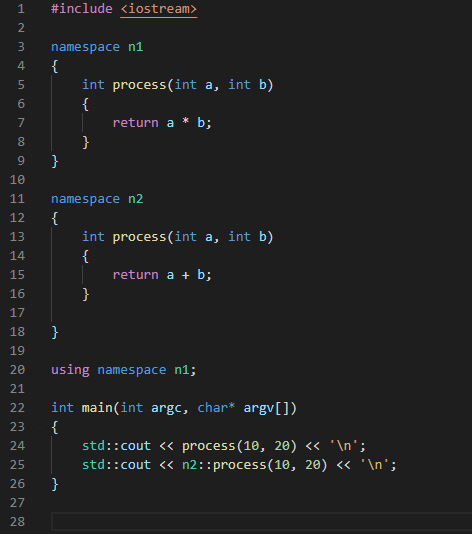 1 #include <iostream>
2
3 namespace n1
4 {
5     int process(int a, int b)
6     {
7         return a * b;
8     }
9 }
10
11 namespace n2
12 {
13     int process(int a, int b)
14     {
15         return a + b;
16     }
17
18 }
19
20 using namespace n1;
21
22 int main(int argc, char* argv[])
23 {
24     std::cout << process(10, 20) << '\n';
25     std::cout << n2::process(10, 20) << '\n';
26 }
27
28